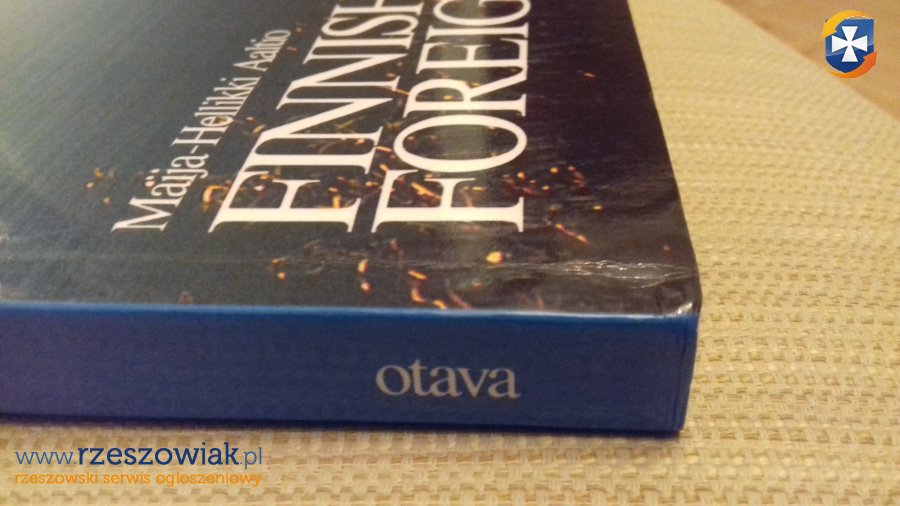 Maija-Hellikki Aaltio
FINNISH
FOREIG
otava
www.rzeszowiak.pl
rzeszowski serwis ogłoszeniowy